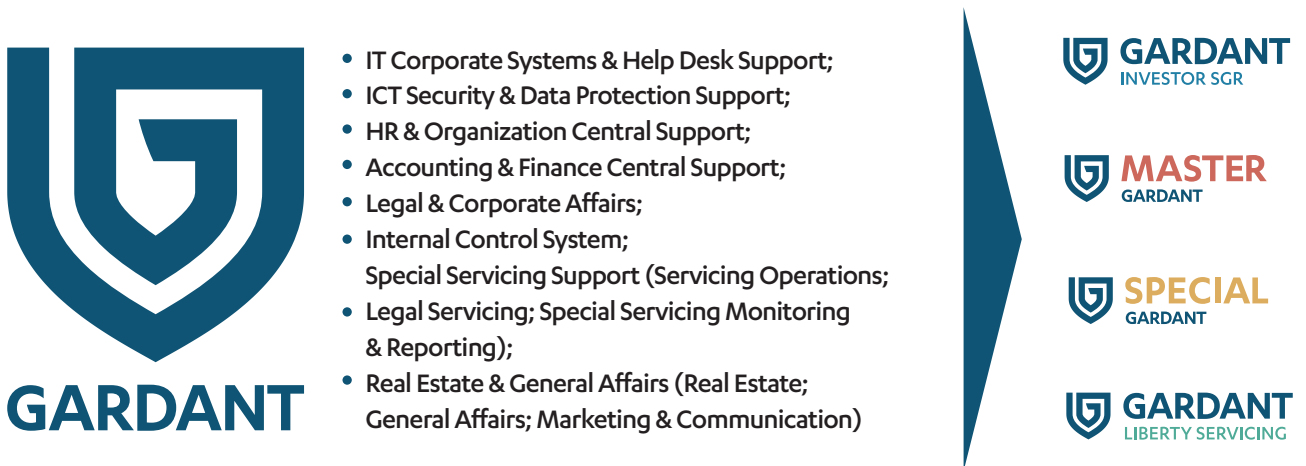 GARDANT
• IT Corporate Systems & Help Desk Support;
• ICT Security & Data Protection Support;
• HR & Organization Central Support;
• Accounting & Finance Central Support;
• Legal & Corporate Affairs;
• Internal Control System;
Special Servicing Support (Servicing Operations;
• Legal Servicing; Special Servicing Monitoring
& Reporting);
• Real Estate & General Affairs (Real Estate;
General Affairs; Marketing & Communication)
GARDANT
INVESTOR SGR
MASTER
GARDANT
SPECIAL
GARDANT
GARDANT
LIBERTY SERVICING